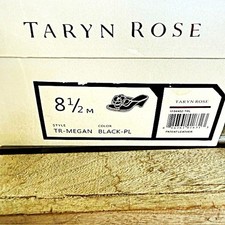 TARYN ROSE
8 1/2 M
STYLE COLOR
TR-MEGAN BLACK-PL
TARYN ROSE